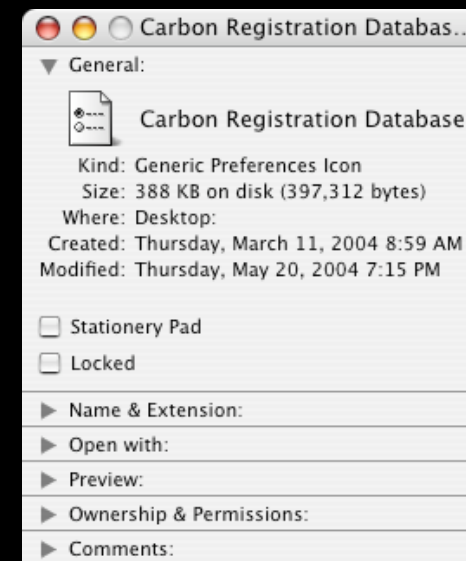 Carbon Registration Databas...
General:
Carbon Registration Database
Kind: Generic Preferences Icon
Size: 388 KB on disk (397,312 bytes)
Where: Desktop:
Created: Thursday, March 11, 2004 8:59 AM
Modified: Thursday, May 20, 2004 7:15 PM
Stationery Pad
Locked
Name & Extension:
Open with:
Preview:
Ownership & Permissions:
Comments: